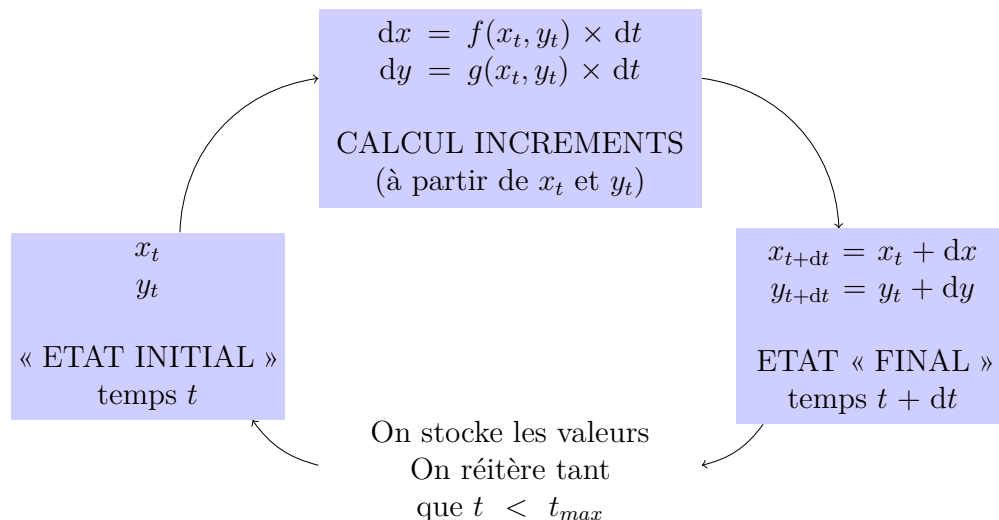 dx = f(x_t, y_t) × dt
dy = g(x_t, y_t) × dt
CALCUL INCREMENTS
(à partir de x_t et y_t)
x_t
y_t
« ETAT INITIAL »
temps t
x_{t+dt} = x_t + dx
y_{t+dt} = y_t + dy
ETAT « FINAL »
temps t + dt
On stocke les valeurs
On réitère tant
que t < t_{max}